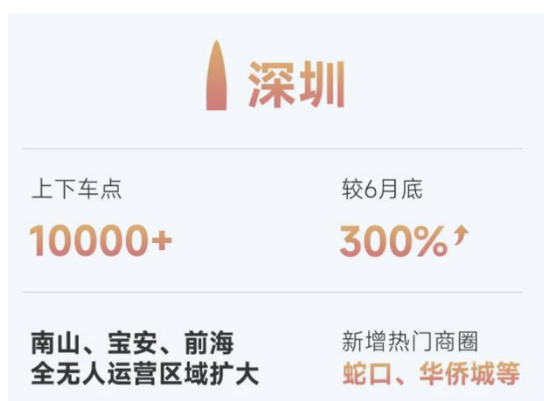 深圳
上下车点
较6月底
10000+
300%
南山、宝安、前海
全无人运营区域扩大
新增热门商圈
蛇口、华侨城等